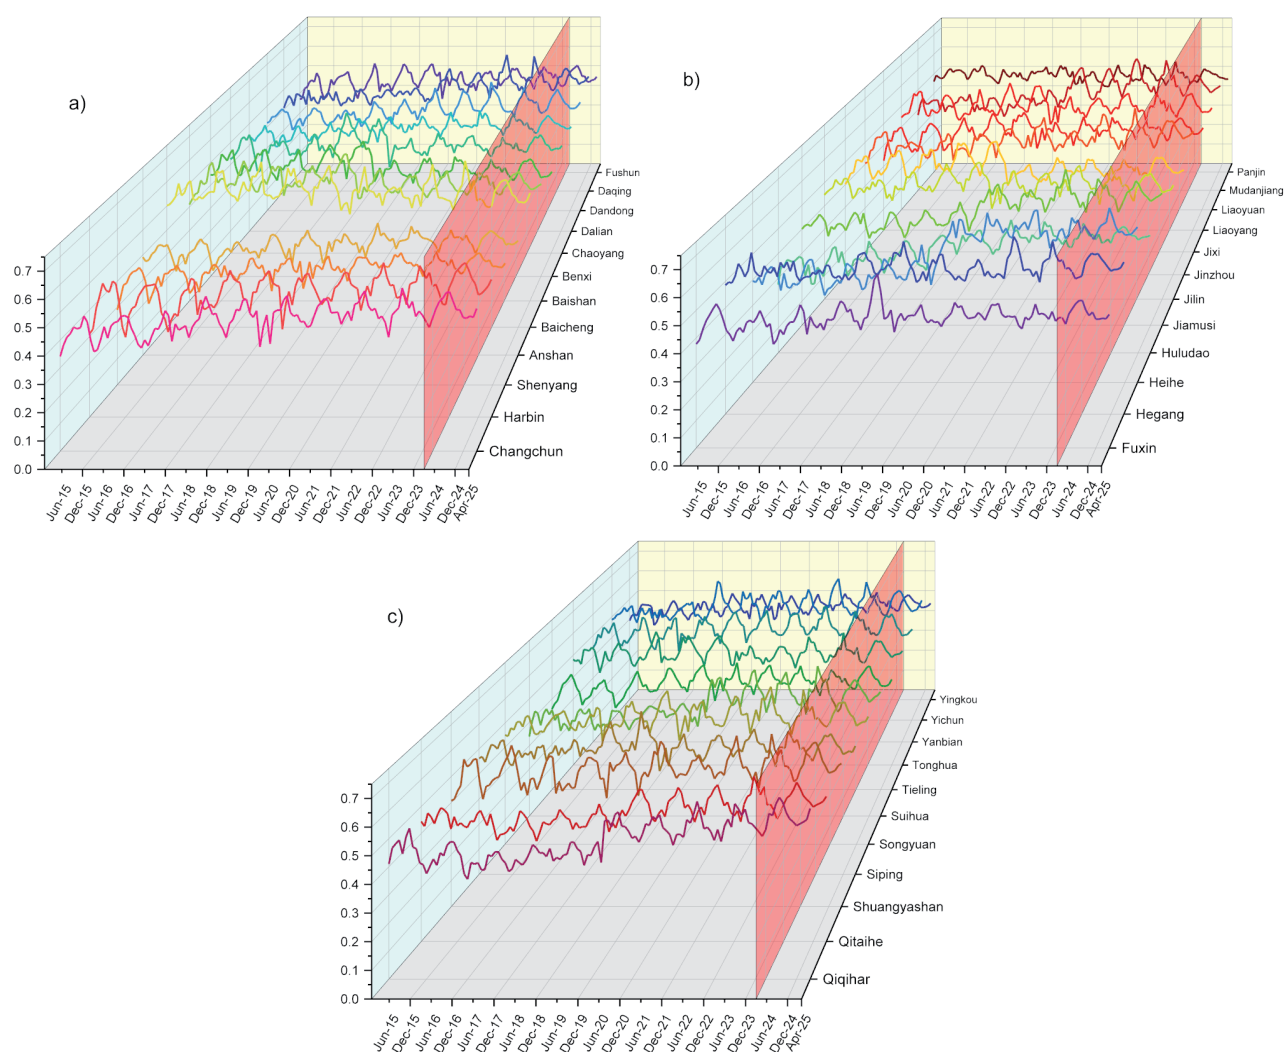 a)
0.7
0.6
0.5
0.4
0.3
0.2
0.1
0.0
Jun-15
Dec-15
Jun-16
Dec-16
Jun-17
Dec-17
Jun-18
Dec-18
Jun-19
Dec-19
Jun-20
Dec-20
Jun-21
Dec-21
Jun-22
Dec-22
Jun-23
Dec-23
Jun-24
Dec-24
Apr-25
Fushun
Daqing
Dandong
Dalian
Chaoyang
Benxi
Baishan
Baicheng
Anshan
Shenyang
Harbin
Changchun
b)
0.7
0.6
0.5
0.4
0.3
0.2
0.1
0.0
Jun-15
Dec-15
Jun-16
Dec-16
Jun-17
Dec-17
Jun-18
Dec-18
Jun-19
Dec-19
Jun-20
Dec-20
Jun-21
Dec-21
Jun-22
Dec-22
Jun-23
Dec-23
Jun-24
Dec-24
Apr-25
Panjin
Mudanjiang
Liaoyuan
Liaoyang
Jixi
Jinzhou
Jilin
Jiamusi
Huludao
Heihe
Hegang
Fuxin
c)
0.7
0.6
0.5
0.4
0.3
0.2
0.1
0.0
Jun-15
Dec-15
Jun-16
Dec-16
Jun-17
Dec-17
Jun-18
Dec-18
Jun-19
Dec-19
Jun-20
Dec-20
Jun-21
Dec-21
Jun-22
Dec-22
Jun-23
Dec-23
Jun-24
Dec-24
Apr-25
Yingkou
Yichun
Yanbian
Tonghua
Tieling
Suihua
Songyuan
Siping
Shuangyashan
Qitaihe
Qiqihar